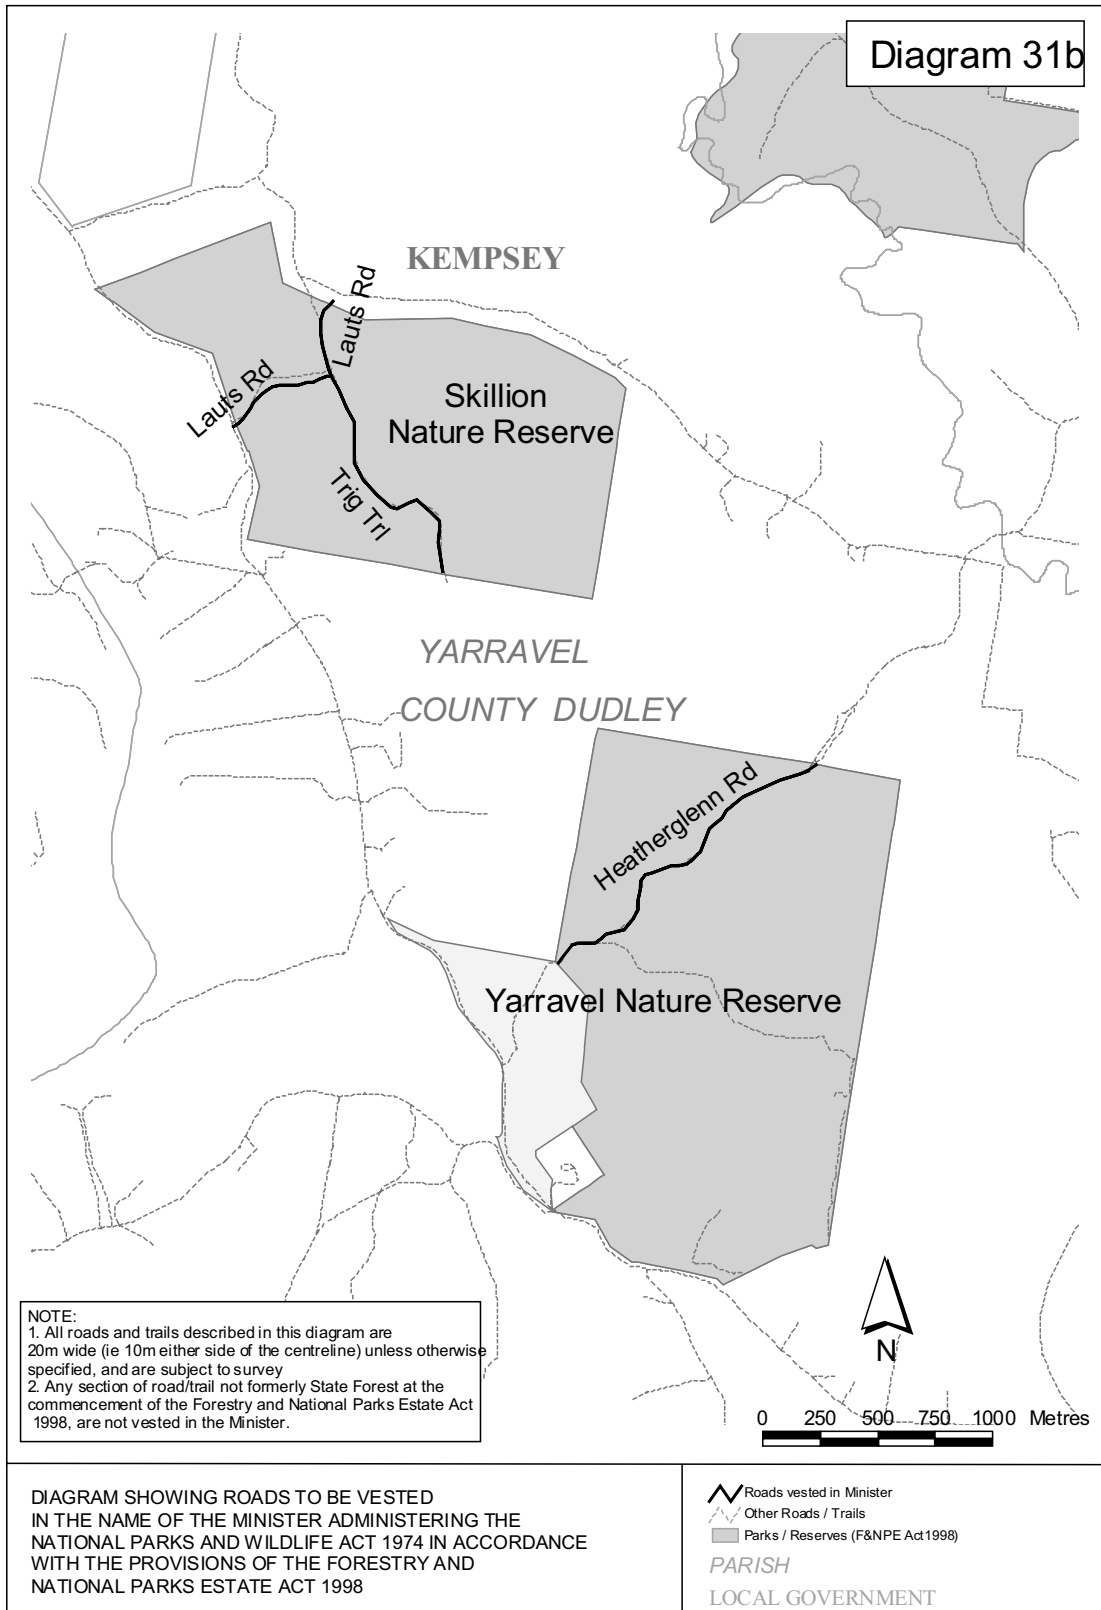 Diagram 31b
KEMPSEY
Lauts Rd
Lauts Rd
Skillion
Nature Reserve
Trig Trl
YARRAVEL
COUNTY DUDLEY
Heatherglenn Rd
Yarravel Nature Reserve
N
NOTE:
1. All roads and trails described in this diagram are
20m wide (ie 10m either side of the centreline) unless otherwise
specified, and are subject to survey
2. Any section of road/trail not formerly State Forest at the
commencement of the Forestry and National Parks Estate Act
1998, are not vested in the Minister.
0 250 500 750 1000 Metres
DIAGRAM SHOWING ROADS TO BE VESTED
IN THE NAME OF THE MINISTER ADMINISTERING THE
NATIONAL PARKS AND WILDLIFE ACT 1974 IN ACCORDANCE
WITH THE PROVISIONS OF THE FORESTRY AND
NATIONAL PARKS ESTATE ACT 1998
Roads vested in Minister
Other Roads / Trails
Parks / Reserves (F&NPE Act1998)
PARISH
LOCAL GOVERNMENT